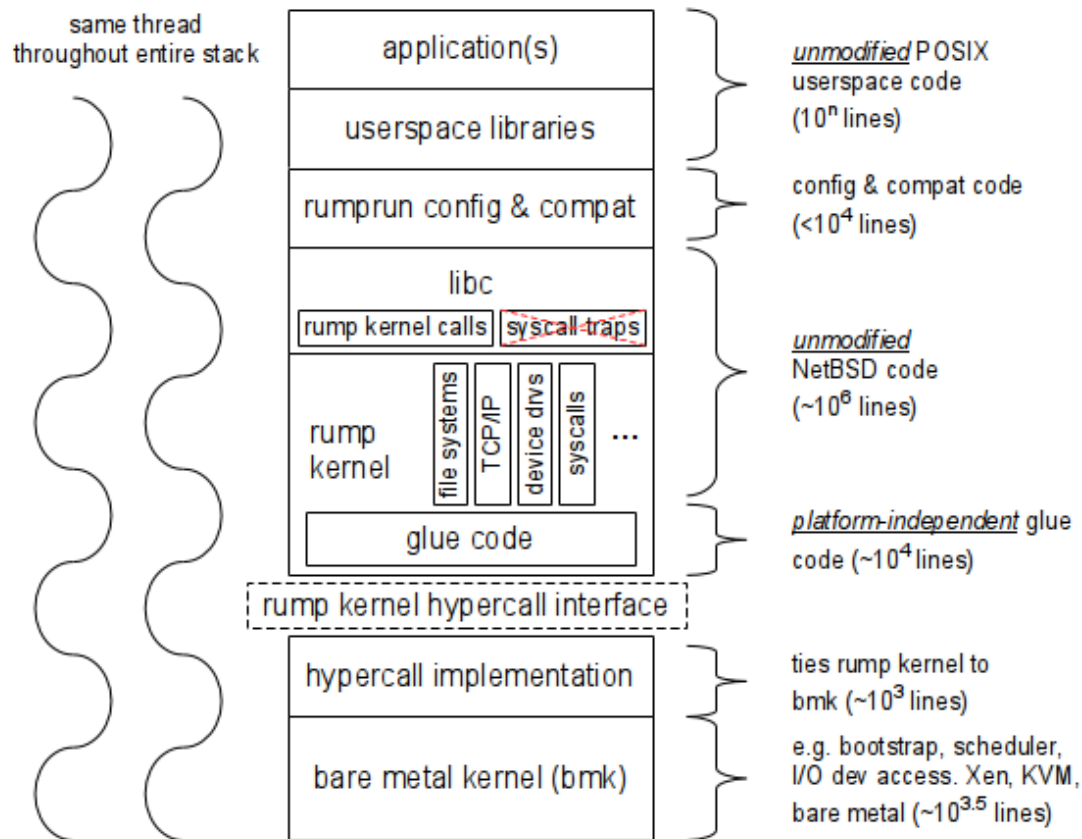 same thread
throughout entire stack
application(s)
userspace libraries
unmodified POSIX
userspace code
(10ⁿ lines)
rumprun config & compat
config & compat code
(<10⁴ lines)
libc
rump kernel calls
syscall traps
rump
kernel
file systems
TCP/IP
device drvs
syscalls
...
unmodified
NetBSD code
(~10⁶ lines)
glue code
platform-independent glue
code (~10⁴ lines)
rump kernel hypercall interface
hypercall implementation
ties rump kernel to
bmk (~10³ lines)
bare metal kernel (bmk)
e.g. bootstrap, scheduler,
I/O dev access. Xen, KVM,
bare metal (~10³·⁵ lines)